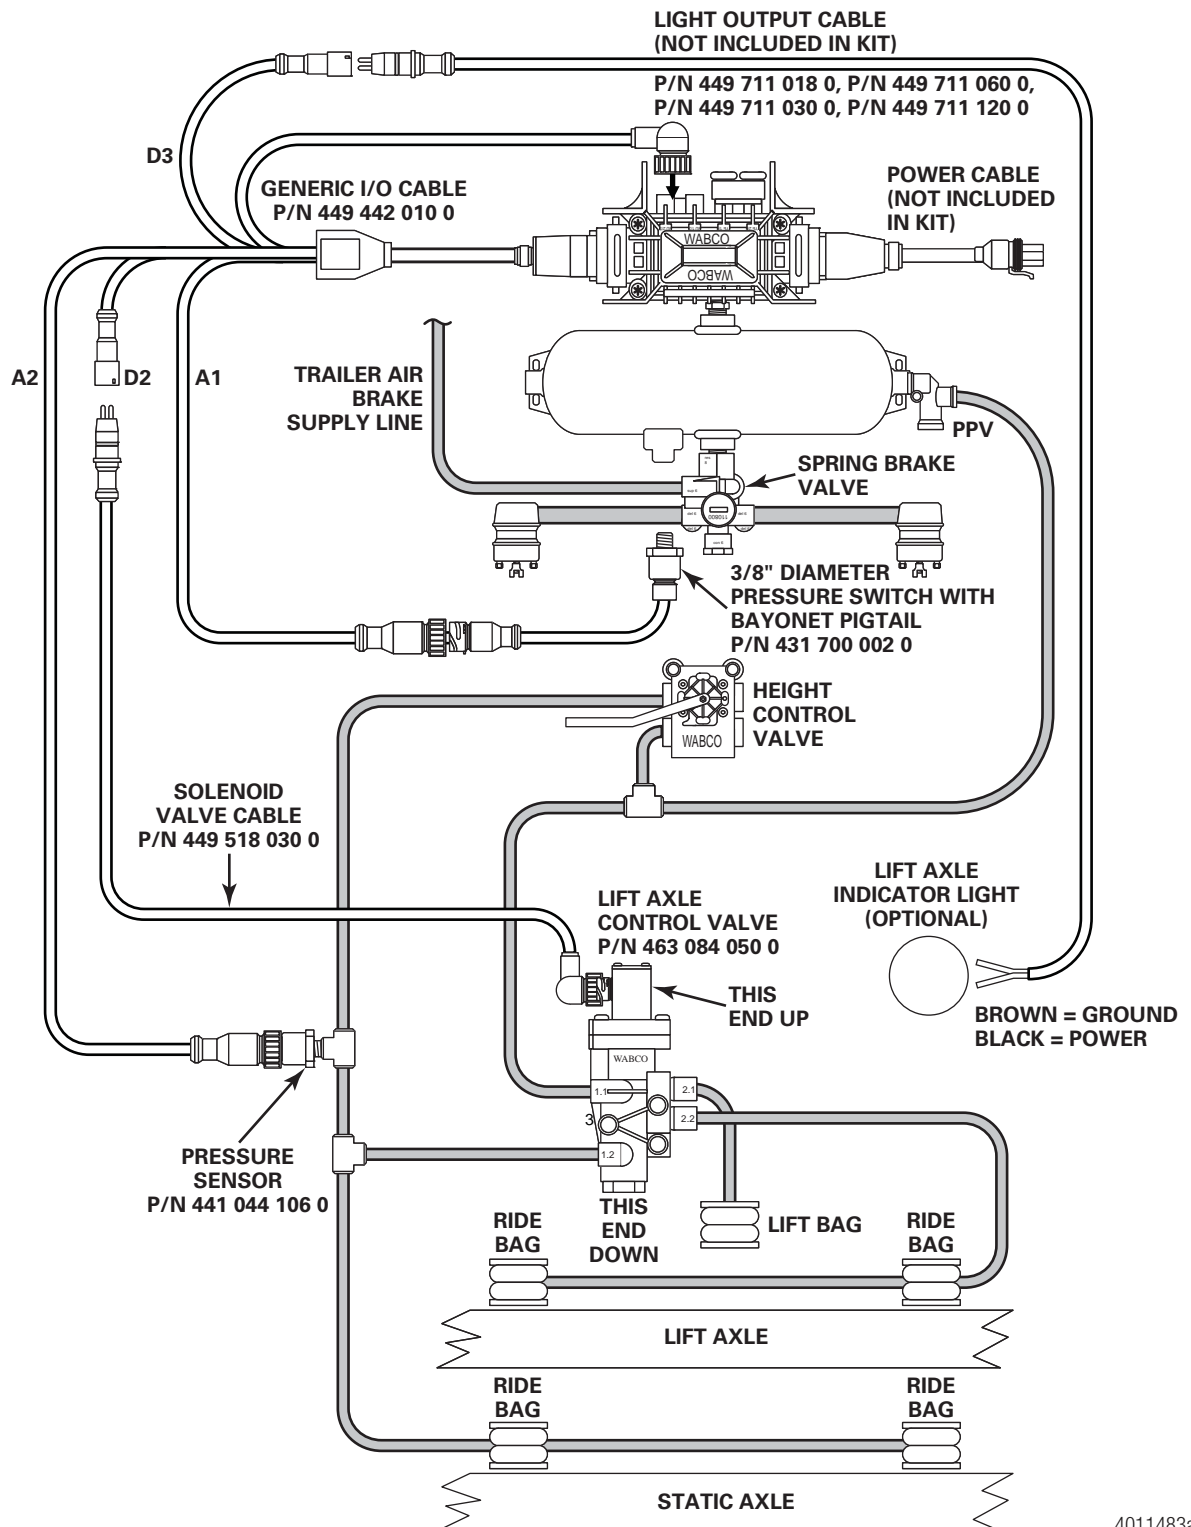 LIGHT OUTPUT CABLE
(NOT INCLUDED IN KIT)
P/N 449 711 018 0, P/N 449 711 060 0,
P/N 449 711 030 0, P/N 449 711 120 0
D3
GENERIC I/O CABLE
P/N 449 442 010 0
POWER CABLE
(NOT INCLUDED
IN KIT)
WABCO
WABCO
A2
D2
A1
TRAILER AIR
BRAKE
SUPPLY LINE
PPV
SPRING BRAKE
VALVE
3/8" DIAMETER
PRESSURE SWITCH WITH
BAYONET PIGTAIL
P/N 431 700 002 0
HEIGHT
CONTROL
VALVE
WABCO
SOLENOID
VALVE CABLE
P/N 449 518 030 0
LIFT AXLE
CONTROL VALVE
P/N 463 084 050 0
LIFT AXLE
INDICATOR LIGHT
(OPTIONAL)
THIS
END UP
BROWN = GROUND
BLACK = POWER
WABCO
1.1
2.1
2.2
3
1.2
PRESSURE
SENSOR
P/N 441 044 106 0
THIS
END
DOWN
LIFT BAG
RIDE
BAG
RIDE
BAG
LIFT AXLE
RIDE
BAG
RIDE
BAG
STATIC AXLE
4011483a